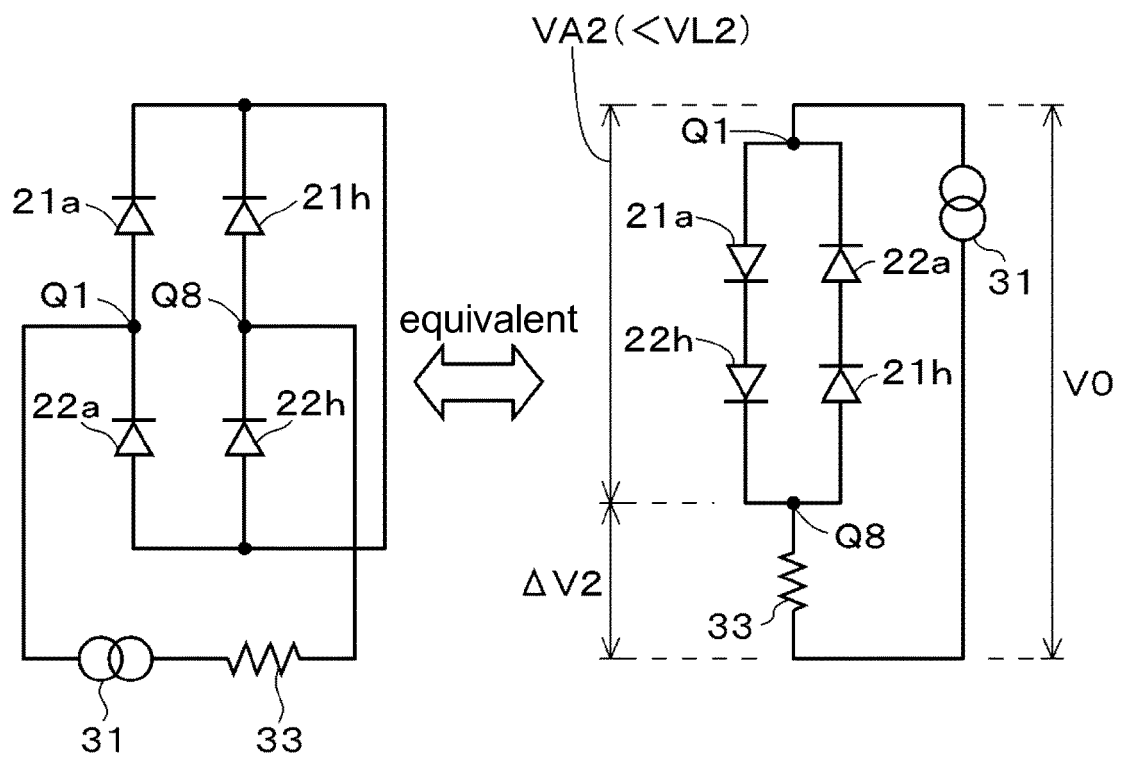 VA2(<VL2)
21a
21h
Q1
Q8
22a
22h
31
33
equivalent
Q1
21a
22a
31
22h
21h
V0
Q8
ΔV2
33